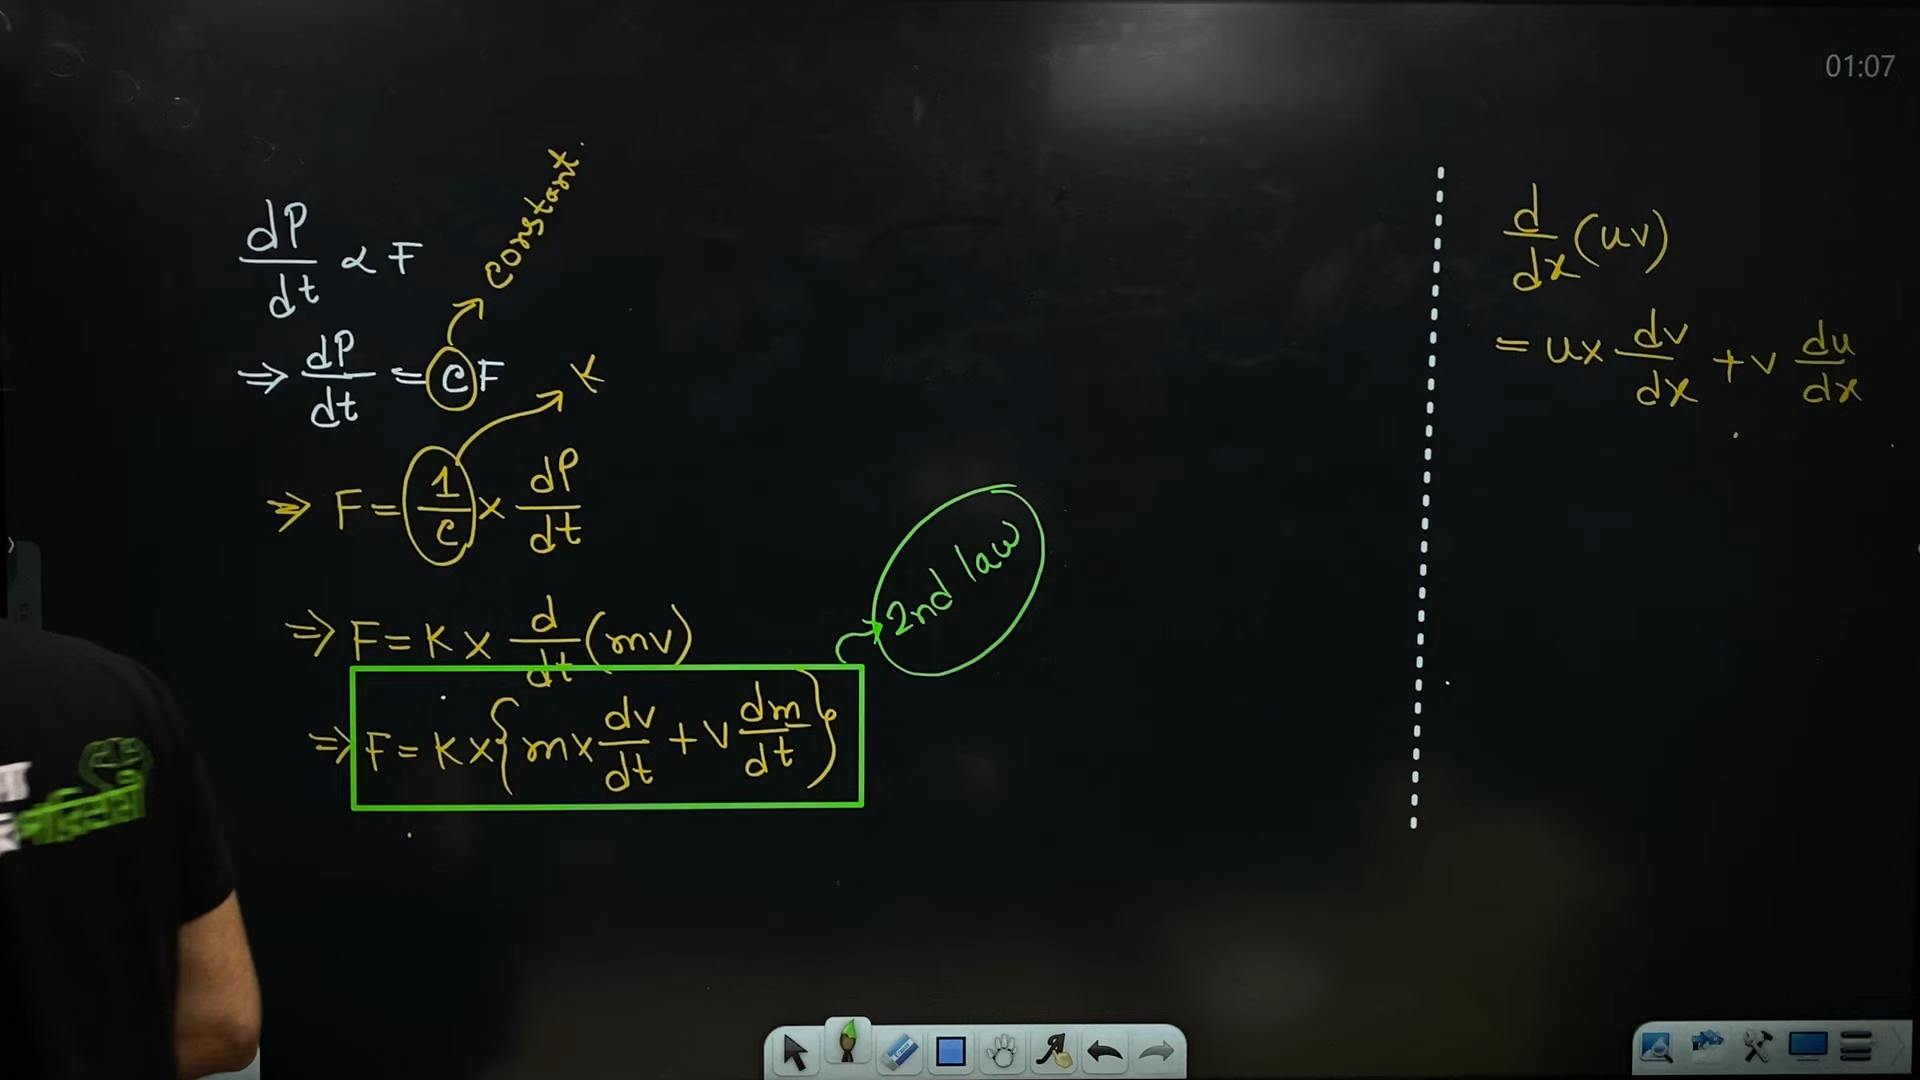 01:07
dP/dt ∝ F
Constant
⇒ dP/dt = c F
K
⇒ F = 1/c × dP/dt
⇒ F = K × d/dt (mv)
⇒ F = K × { m × dv/dt + v dm/dt }
2nd law
d/dx (uv)
= u × dv/dx + v du/dx